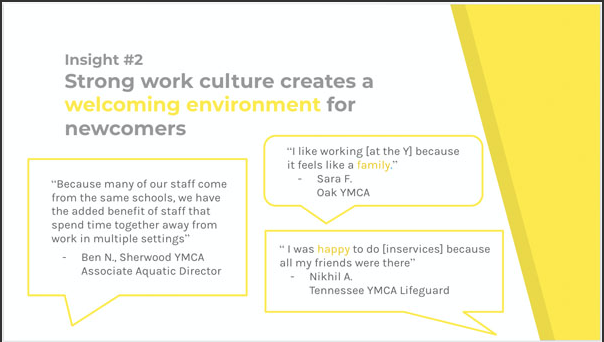 Insight #2
Strong work culture creates a
welcoming environment for
newcomers
“Because many of our staff come
from the same schools, we have
the added benefit of staff that
spend time together away from
work in multiple settings”
- Ben N., Sherwood YMCA
Associate Aquatic Director
“I like working [at the Y] because
it feels like a family.”
- Sara F.
Oak YMCA
“ I was happy to do [inservices] because
all my friends were there”
- Nikhil A.
Tennessee YMCA Lifeguard